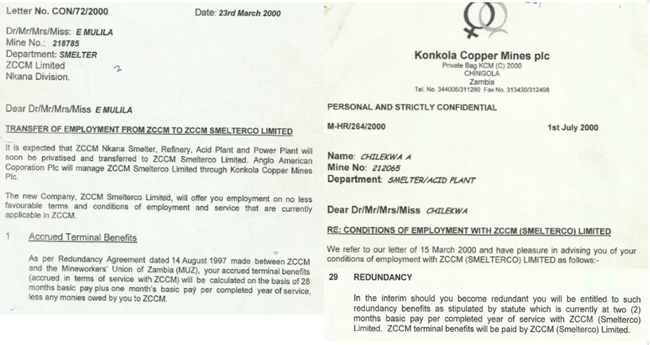 Letter No. CON/72/2000 Date: 23rd March 2000
Dr/Mr/Mrs/Miss: E MULILA
Mine No.: 218785
Department: SMELTER
ZCCM Limited
Nkana Division.
2
Dear Dr/Mr/Mrs/Miss E MULILA
TRANSFER OF EMPLOYMENT FROM ZCCM TO ZCCM SMELTERCO LIMITED
It is expected that ZCCM Nkana Smelter, Refinery, Acid Plant and Power Plant will
soon be privatised and transferred to ZCCM Smelterco Limited. Anglo American
Coporation Plc will manage ZCCM Smelterco Limited through Konkola Copper Mines
Plc.
The new Company, ZCCM Smelterco Limited, will offer you employment on no less
favourable terms and conditions of employment and service that are currently
applicable in ZCCM.
1 Accrued Terminal Benefits
As per Redundancy Agreement dated 14 August 1997 made between ZCCM
and the Mineworkers' Union of Zambia (MUZ), your accrued terminal benefits
(accrued in terms of service with ZCCM) will be calculated on the basis of 28
months basic pay plus one month's basic pay per completed year of service,
less any monies owed by you to ZCCM.
Konkola Copper Mines plc
Private Bag KCM (C) 2000
CHINGOLA
Zambia
Tel. No. 344005/311280 Fax No. 313430/312498
PERSONAL AND STRICTLY CONFIDENTIAL
M-HR/264/2000 1st July 2000
Name: CHILEKWA A
Mine No: 212065
Department: SMELTER/ACID PLANT
Dear Dr/Mr/Mrs/Miss CHILEKWA
RE: CONDITIONS OF EMPLOYMENT WITH ZCCM (SMELTERCO) LIMITED
We refer to our letter of 15 March 2000 and have pleasure in advising you of your
conditions of employment with ZCCM (SMELTERCO) LIMITED as follows:-
29 REDUNDANCY
In the interim should you become redundant you will be entitled to such
redundancy benefits as stipulated by statute which is currently at two (2)
months basic pay per completed year of service with ZCCM (Smelterco)
Limited. ZCCM terminal benefits will be paid by ZCCM (Smelterco) Limited.